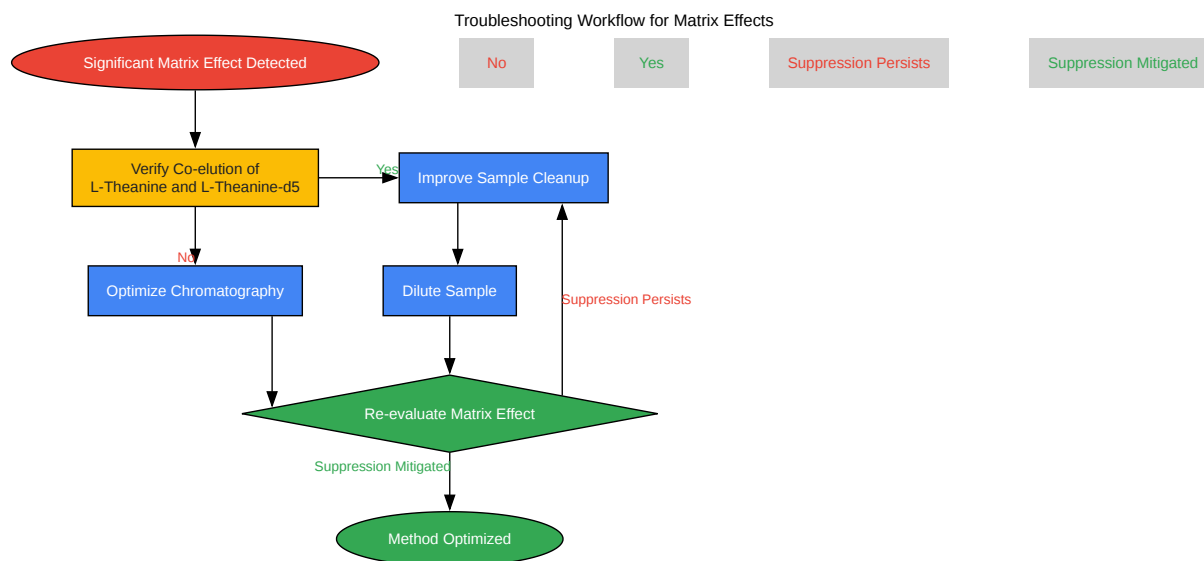 Troubleshooting Workflow for Matrix Effects
Significant Matrix Effect Detected
No
Yes
Suppression Persists
Suppression Mitigated
Verify Co-elution of
L-Theanine and L-Theanine-d5
Yes
Improve Sample Cleanup
No
Optimize Chromatography
Dilute Sample
Suppression Persists
Re-evaluate Matrix Effect
Suppression Mitigated
Method Optimized